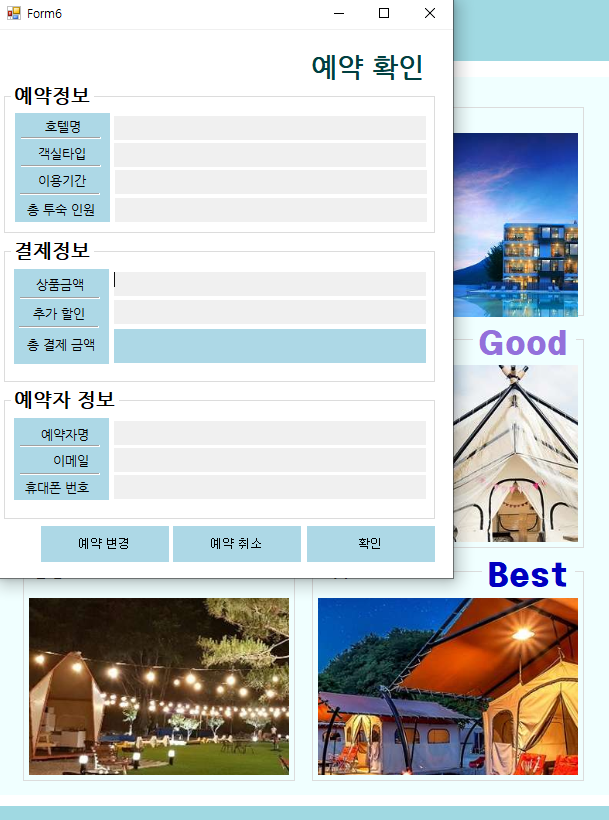 Form6
예약 확인
예약정보
호텔명
객실타입
이용기간
총 투숙 인원
결제정보
상품금액
추가 할인
총 결제 금액
예약자 정보
예약자명
이메일
휴대폰 번호
예약 변경
예약 취소
확인
Good
Best